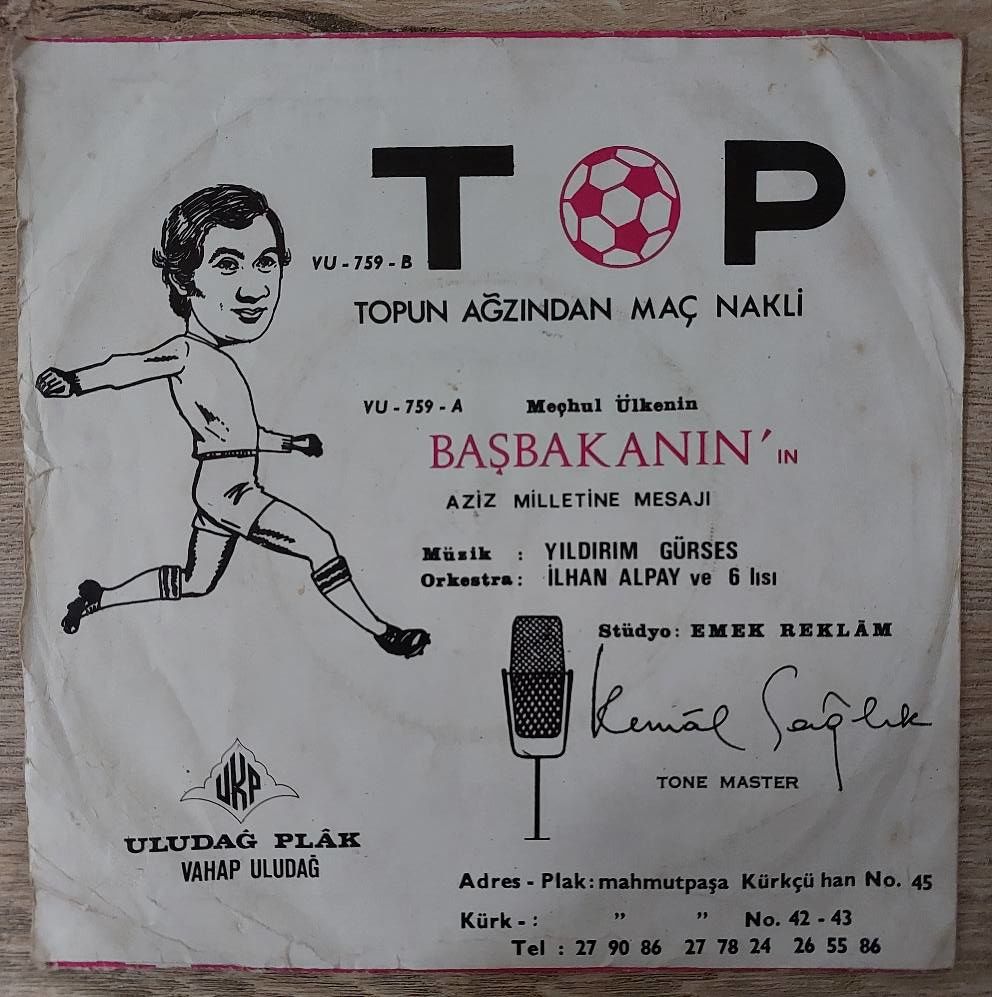 TOP
VU - 759 - B
TOPUN AĞZINDAN MAÇ NAKLİ
VU - 759 - A Meçhul Ülkenin
BAŞBAKANIN' IN
AZİZ MİLLETİNE MESAJI
Müzik : YILDIRIM GÜRSES
Orkestra: İLHAN ALPAY ve 6 lısı
Stüdyo: EMEK REKLÂM
Kemâl Sağlık
TONE MASTER
UKP
ULUDAĞ PLÂK
VAHAP ULUDAĞ
Adres - Plak: mahmutpaşa Kürkçü han No. 45
Kürk - : ” ” No. 42 - 43
Tel : 27 90 86 27 78 24 26 55 86